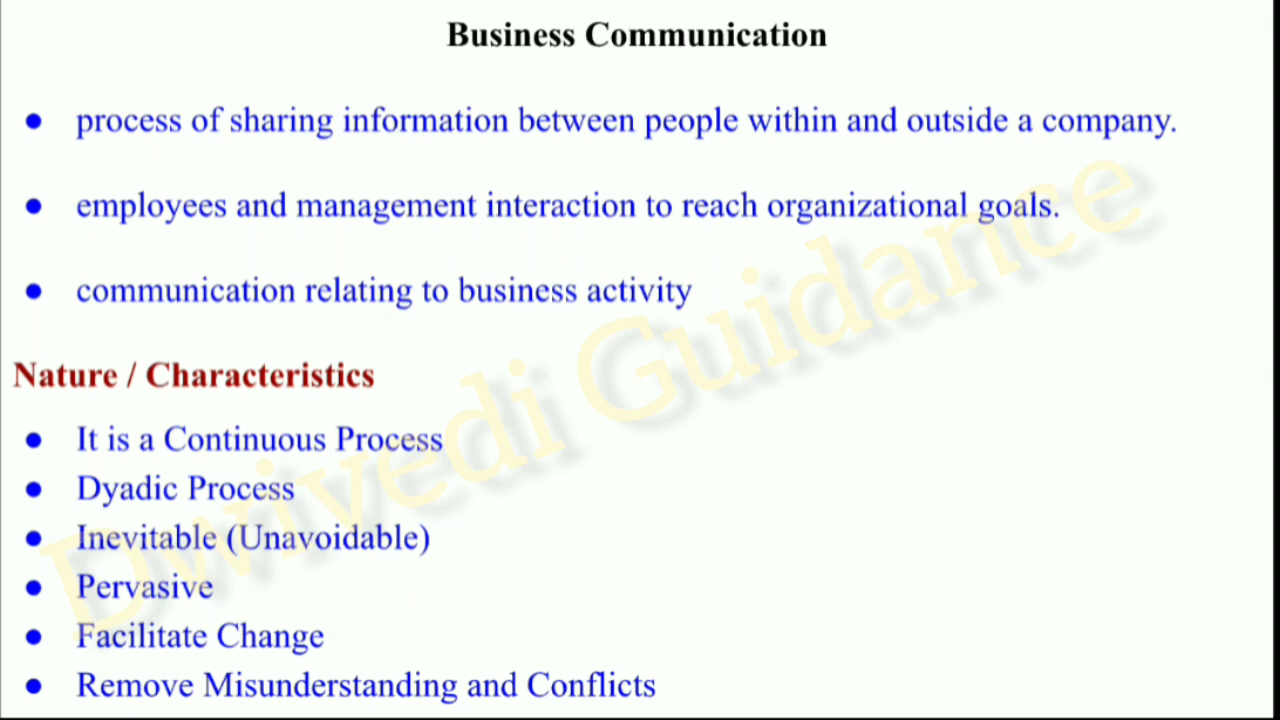 Business Communication
● process of sharing information between people within and outside a company.
● employees and management interaction to reach organizational goals.
● communication relating to business activity
Nature / Characteristics
● It is a Continuous Process
● Dyadic Process
● Inevitable (Unavoidable)
● Pervasive
● Facilitate Change
● Remove Misunderstanding and Conflicts
Dwivedi Guidance